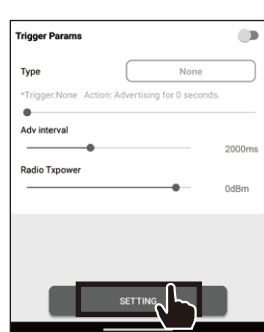 Trigger Params
Type None
*Trigger:None Action: Advertising for 0 seconds.
Adv interval
2000ms
Radio Txpower
0dBm
SETTING